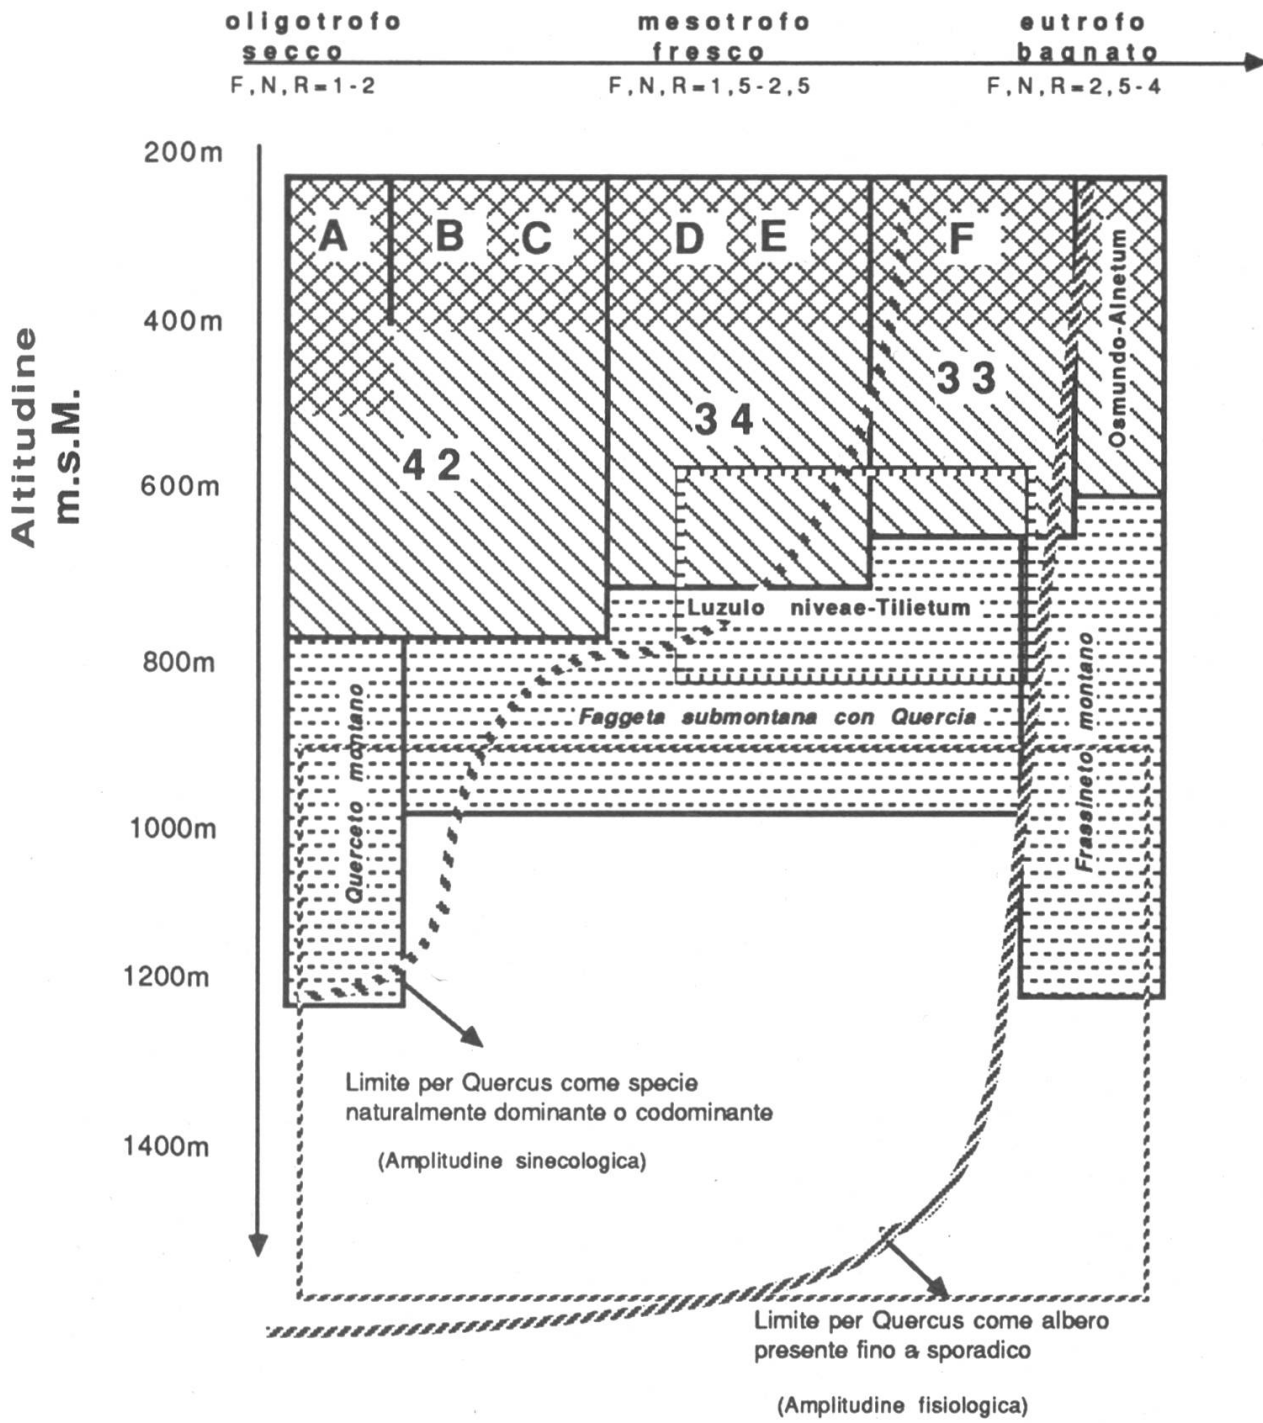 oligotrofo mesotrofo eutrofo
secco fresco bagnato
F,N,R=1-2 F,N,R=1,5-2,5 F,N,R=2,5-4
200m
A B C D E F
Osmundo-Alnetum
400m
33
34
42
Altitudine
m.s.M.
600m
Luzulo niveae-Tilietum
800m
Querceto montano
Faggeta submontana con Quercia
Frassineto montano
1000m
1200m
Limite per Quercus come specie
naturalmente dominante o codominante
(Amplitudine sinecologica)
1400m
Limite per Quercus come albero
presente fino a sporadico
(Amplitudine fisiologica)